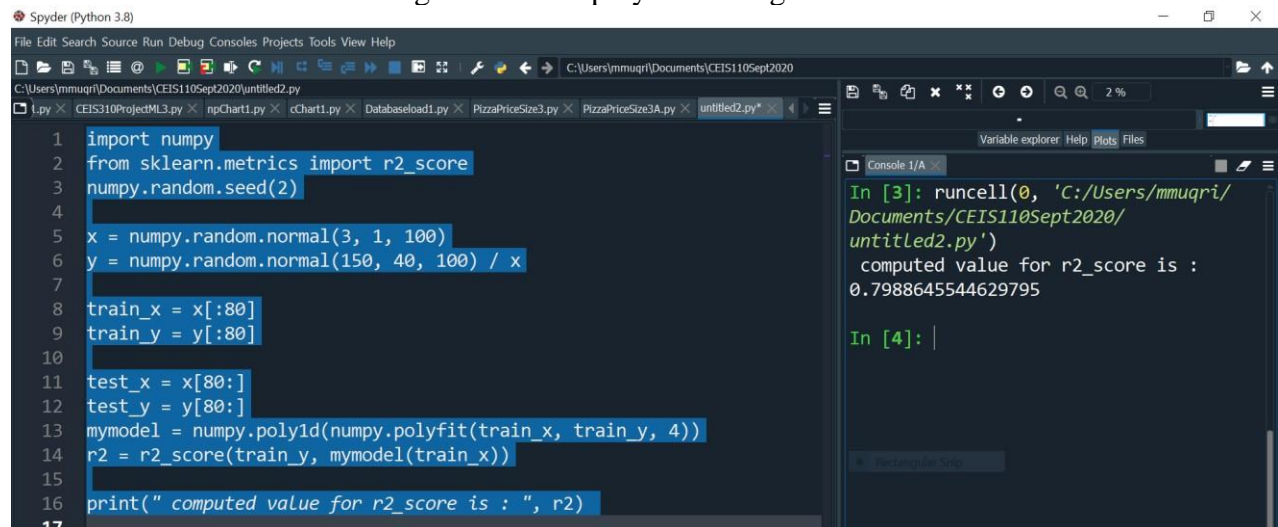 Spyder (Python 3.8)
File Edit Search Source Run Debug Consoles Projects Tools View Help
C:\Users\mmuqri\Documents\CEIS110Sept2020
C:\Users\mmuqri\Documents\CEIS110Sept2020\untitled2.py
t.py CEIS310ProjectML3.py npChart1.py cChart1.py Databaseload1.py PizzaPriceSize3.py PizzaPriceSize3A.py untitled2.py*
1 import numpy
2 from sklearn.metrics import r2_score
3 numpy.random.seed(2)
4
5 x = numpy.random.normal(3, 1, 100)
6 y = numpy.random.normal(150, 40, 100) / x
7
8 train_x = x[:80]
9 train_y = y[:80]
10
11 test_x = x[80:]
12 test_y = y[80:]
13 mymodel = numpy.poly1d(numpy.polyfit(train_x, train_y, 4))
14 r2 = r2_score(train_y, mymodel(train_x))
15
16 print(" computed value for r2_score is : ", r2)
17
2 %
Variable explorer Help Plots Files
Console 1/A
In [3]: runcell(0, 'C:/Users/mmuqri/
Documents/CEIS110Sept2020/
untitled2.py')
computed value for r2_score is :
0.7988645544629795
In [4]:
Rectangular Snip